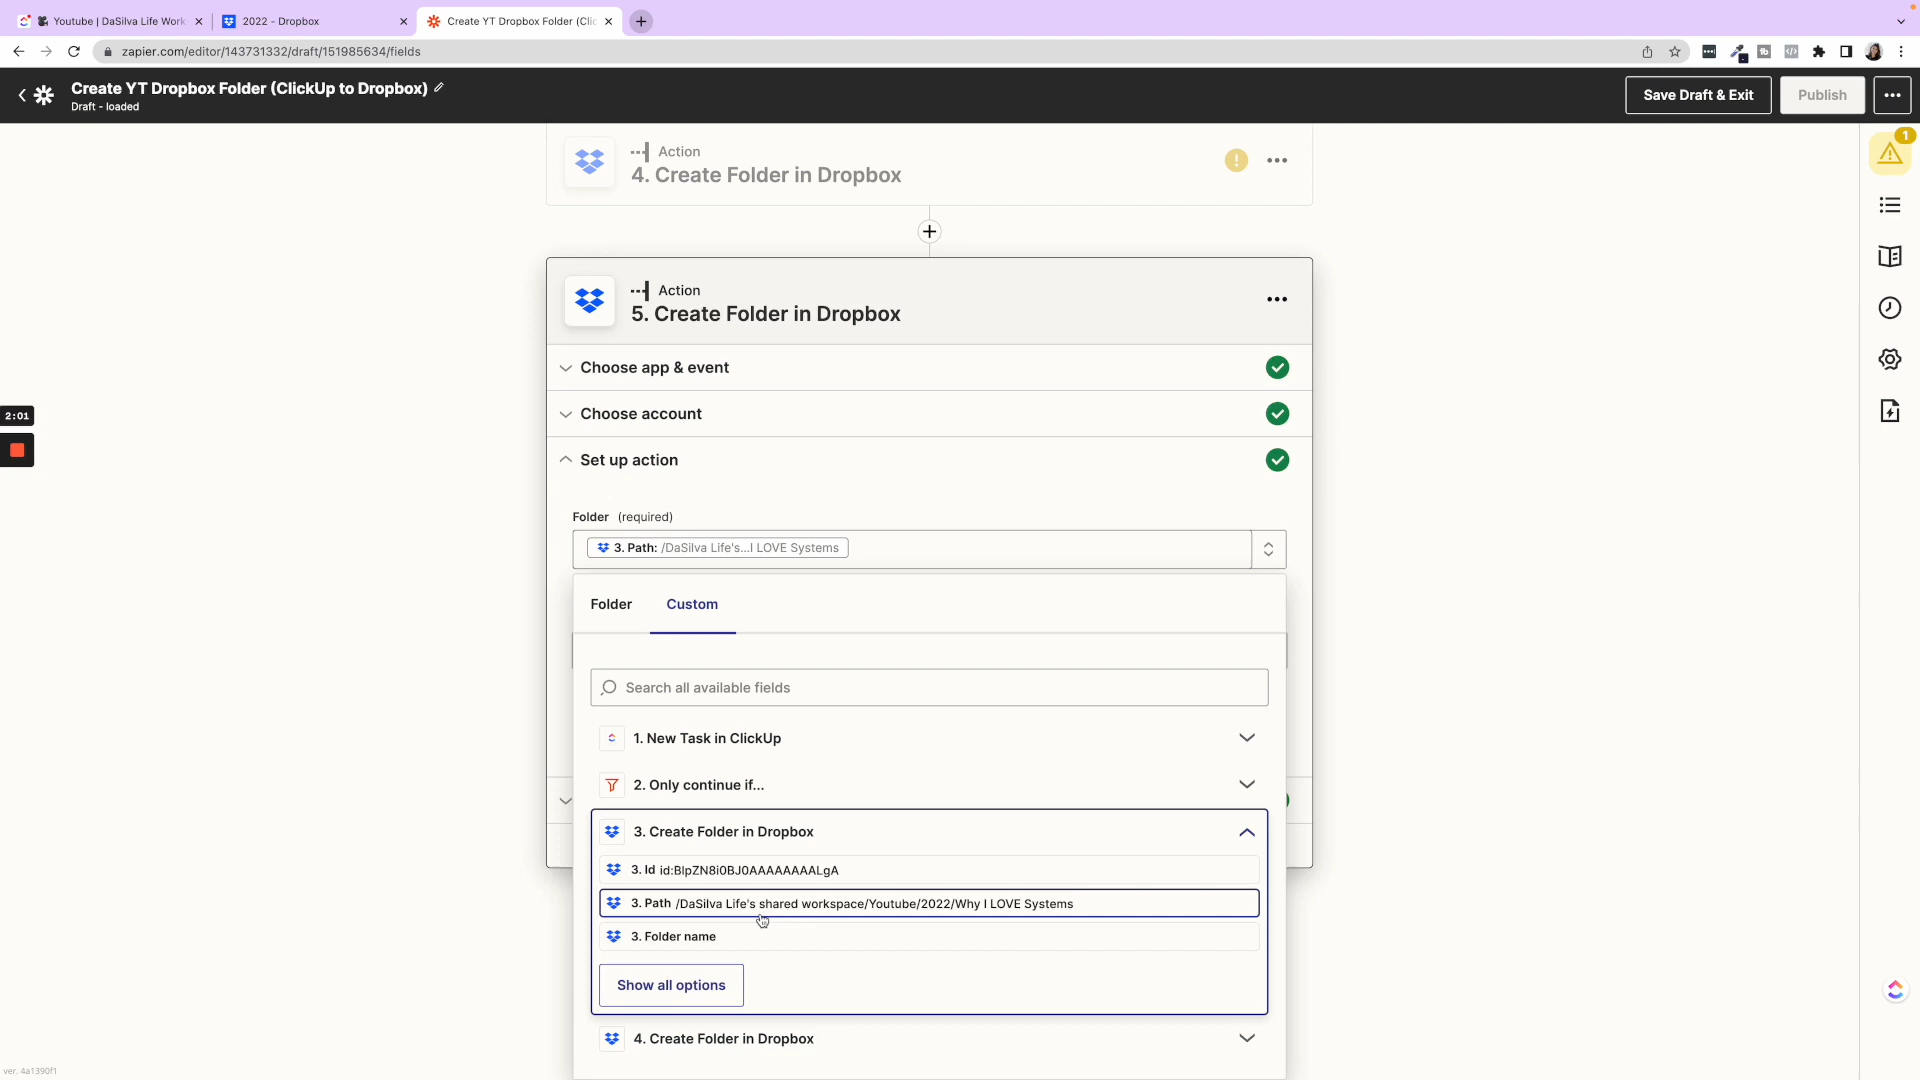 Youtube | DaSilva Life Work
2022 - Dropbox
Create YT Dropbox Folder (Clic
zapier.com/editor/143731332/draft/151985634/fields
Create YT Dropbox Folder (ClickUp to Dropbox)
Draft - loaded
Save Draft & Exit
Publish
1
Action
4. Create Folder in Dropbox
Action
5. Create Folder in Dropbox
Choose app & event
Choose account
2:01
Set up action
Folder (required)
3. Path: /DaSilva Life's...I LOVE Systems
Folder
Custom
Search all available fields
1. New Task in ClickUp
2. Only continue if...
3. Create Folder in Dropbox
3. Id id:BlpZN8i0BJ0AAAAAAAALgA
3. Path /DaSilva Life's shared workspace/Youtube/2022/Why I LOVE Systems
3. Folder name
Show all options
4. Create Folder in Dropbox
ver. 4a1390f1